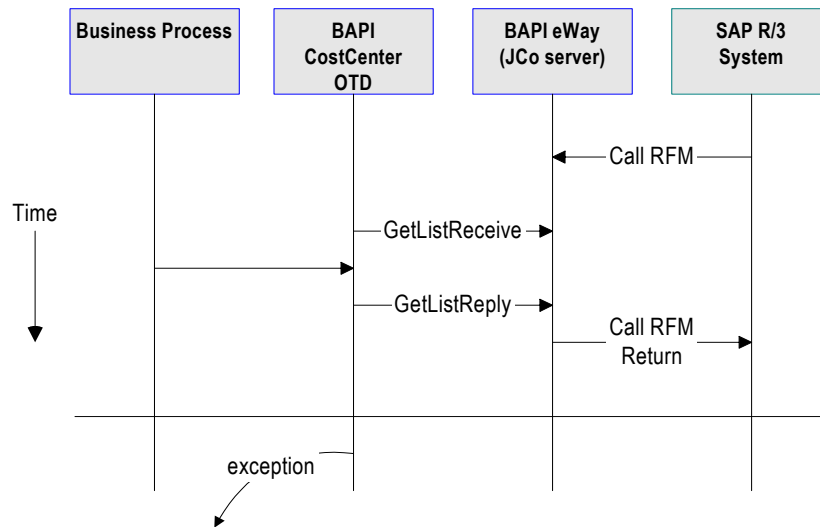 Business Process
BAPI
CostCenter
OTD
BAPI eWay
(JCo server)
SAP R/3
System
Call RFM
Time
GetListReceive
GetListReply
Call RFM
Return
exception